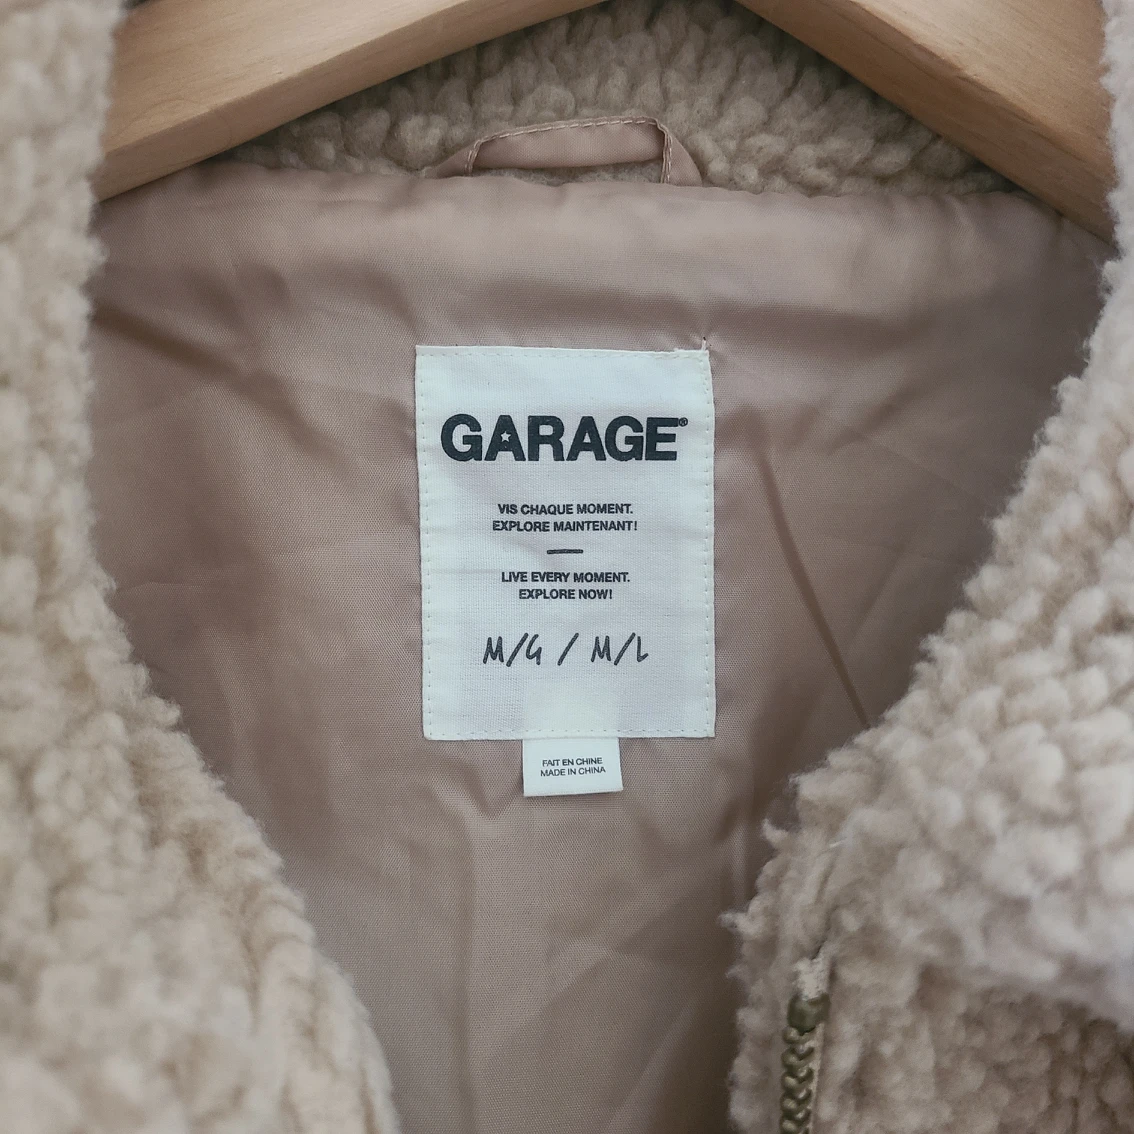 GARAGE®
VIS CHAQUE MOMENT.
EXPLORE MAINTENANT!
LIVE EVERY MOMENT.
EXPLORE NOW!
M/G / M/L
FAIT EN CHINE
MADE IN CHINA